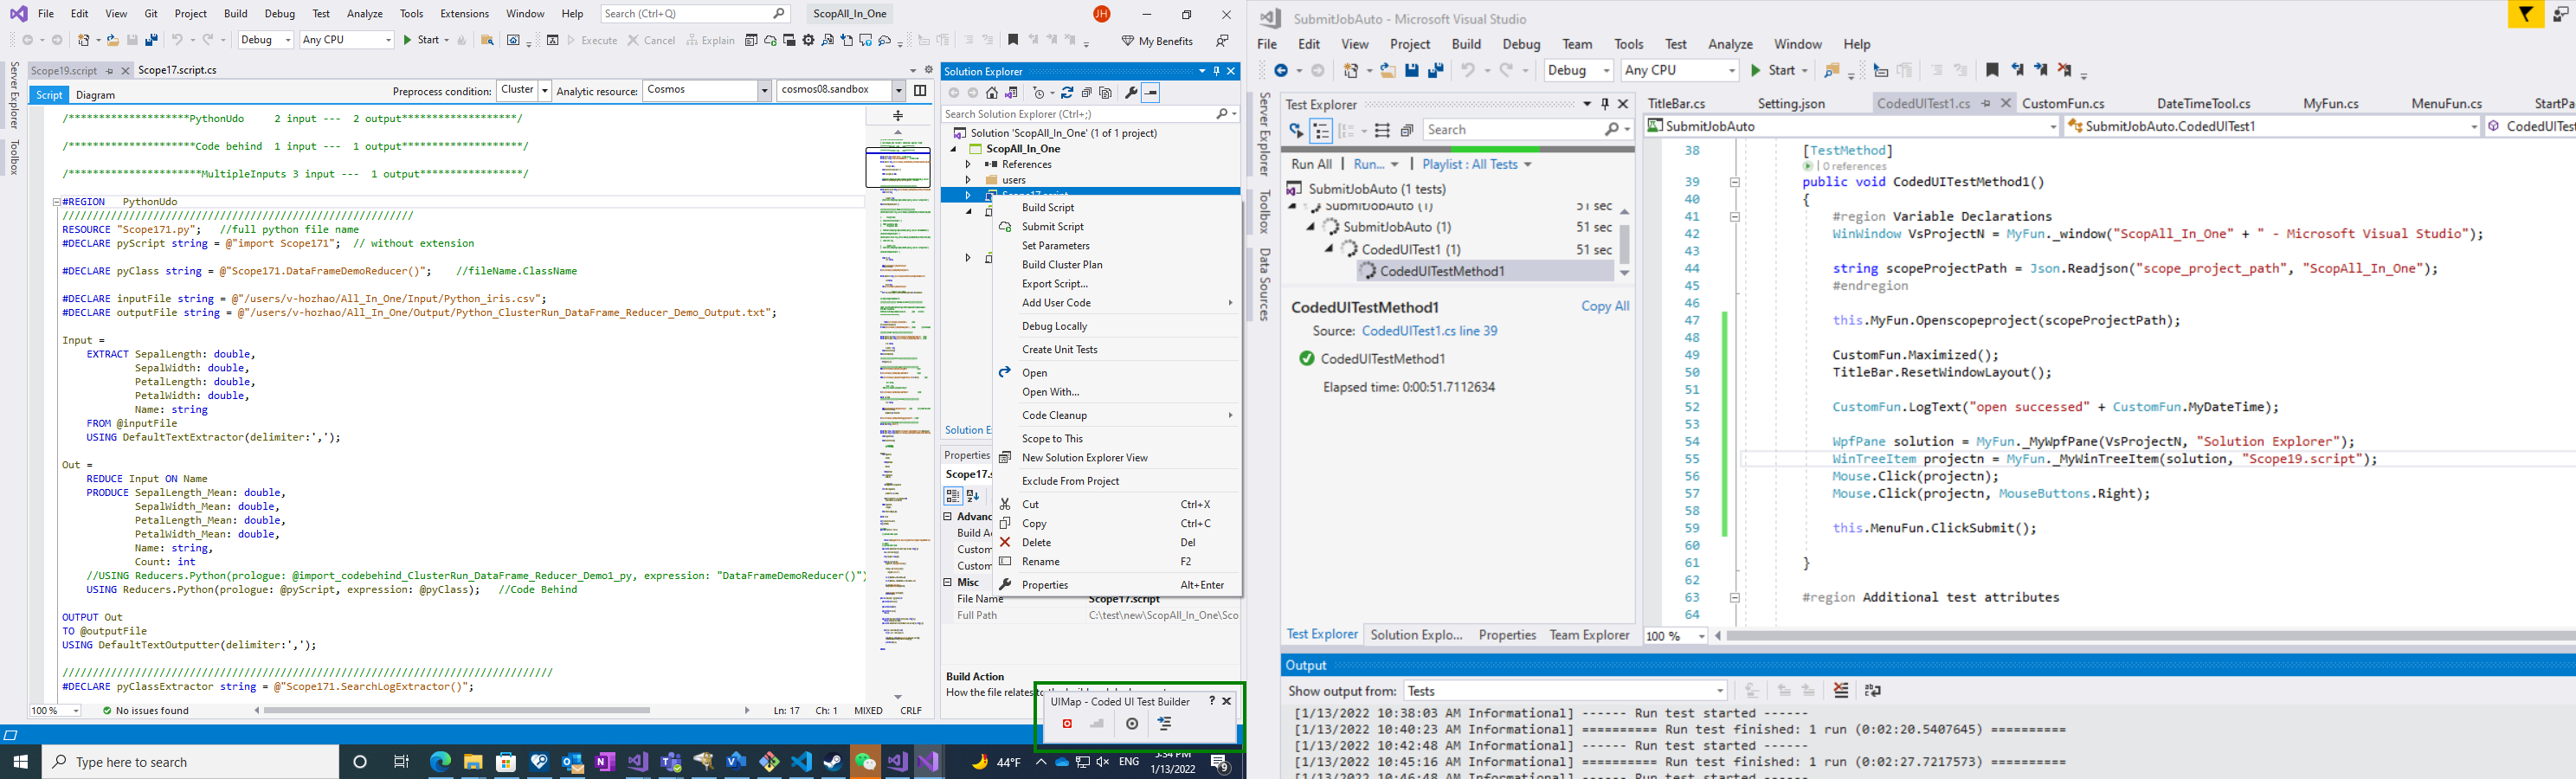 File Edit View Git Project Build Debug Test Analyze Tools Extensions Window Help Search (Ctrl+Q) ScopAll_In_One JH
Debug Any CPU Start Execute Cancel Explain My Benefits
Server Explorer
Toolbox
Scope19.script Scope17.script.cs
Script Diagram Preprocess condition: Cluster Analytic resource: Cosmos cosmos08.sandbox
/********************PythonUdo 2 input --- 2 output*******************/
/*********************Code behind 1 input --- 1 output********************/
/**********************MultipleInputs 3 input --- 1 output*****************/
#REGION PythonUdo
//////////////////////////////////////////////////////////
RESOURCE "Scope171.py"; //full python file name
#DECLARE pyScript string = @"import Scope171"; // without extension
#DECLARE pyClass string = @"Scope171.DataFrameDemoReducer()"; //fileName.ClassName
#DECLARE inputFile string = @"/users/v-hozhao/All_In_One/Input/Python_iris.csv";
#DECLARE outputFile string = @"/users/v-hozhao/All_In_One/Output/Python_ClusterRun_DataFrame_Reducer_Demo_Output.txt";
Input =
EXTRACT SepalLength: double,
SepalWidth: double,
PetalLength: double,
PetalWidth: double,
Name: string
FROM @inputFile
USING DefaultTextExtractor(delimiter:',');
Out =
REDUCE Input ON Name
PRODUCE SepalLength_Mean: double,
SepalWidth_Mean: double,
PetalLength_Mean: double,
PetalWidth_Mean: double,
Name: string,
Count: int
//USING Reducers.Python(prologue: @import_codebehind_ClusterRun_DataFrame_Reducer_Demo1_py, expression: "DataFrameDemoReducer()")
USING Reducers.Python(prologue: @pyScript, expression: @pyClass); //Code Behind
OUTPUT Out
TO @outputFile
USING DefaultTextOutputter(delimiter:',');
/////////////////////////////////////////////////////////////////////////////////
#DECLARE pyClassExtractor string = @"Scope171.SearchLogExtractor()";
100 % No issues found Ln: 17 Ch: 1 MIXED CRLF
Solution Explorer
Search Solution Explorer (Ctrl+;)
Solution 'ScopAll_In_One' (1 of 1 project)
ScopAll_In_One
References
users
Build Script
Submit Script
Set Parameters
Build Cluster Plan
Export Script...
Add User Code
Debug Locally
Create Unit Tests
Open
Open With...
Code Cleanup
Scope to This
New Solution Explorer View
Exclude From Project
Cut Ctrl+X
Copy Ctrl+C
Delete Del
Rename F2
Properties Alt+Enter
Solution Ex
Properties
Scope17.s
Advanc
Build Ac
Custom
Custom
Misc
File Name Scope17.script
Full Path C:\test\new\ScopAll_In_One\Sco
Build Action
How the file relates to
UIMap - Coded UI Test Builder ?
Type here to search 44°F ENG 5:54 PM
1/13/2022 9
SubmitJobAuto - Microsoft Visual Studio
File Edit View Project Build Debug Team Tools Test Analyze Window Help
Debug Any CPU Start
Server Explorer
Toolbox
Data Sources
Test Explorer
Search
Run All Run... Playlist : All Tests
SubmitJobAuto (1 tests)
SubmitJobAuto (1) 51 sec
SubmitJobAuto (1) 51 sec
CodedUITest1 (1) 51 sec
CodedUITestMethod1
CodedUITestMethod1 Copy All
Source: CodedUITest1.cs line 39
CodedUITestMethod1
Elapsed time: 0:00:51.7112634
Test Explorer Solution Explo... Properties Team Explorer
TitleBar.cs Setting.json CodedUITest1.cs CustomFun.cs DateTimeTool.cs MyFun.cs MenuFun.cs StartPa
SubmitJobAuto SubmitJobAuto.CodedUITest1 CodedUITest
38 [TestMethod]
0 references
39 public void CodedUITestMethod1()
40 {
41 #region Variable Declarations
42 WinWindow VsProjectN = MyFun._window("ScopAll_In_One" + " - Microsoft Visual Studio");
43
44 string scopeProjectPath = Json.Readjson("scope_project_path", "ScopAll_In_One");
45 #endregion
46
47 this.MyFun.Openscopeproject(scopeProjectPath);
48
49 CustomFun.Maximized();
50 TitleBar.ResetWindowLayout();
51
52 CustomFun.LogText("open successed" + CustomFun.MyDateTime);
53
54 WpfPane solution = MyFun._MyWpfPane(VsProjectN, "Solution Explorer");
55 WinTreeItem projectn = MyFun._MyWinTreeItem(solution, "Scope19.script");
56 Mouse.Click(projectn);
57 Mouse.Click(projectn, MouseButtons.Right);
58
59 this.MenuFun.ClickSubmit();
60
61 }
62
63 #region Additional test attributes
64
100 %
Output
Show output from: Tests
[1/13/2022 10:38:03 AM Informational] ------ Run test started ------
[1/13/2022 10:40:23 AM Informational] ========== Run test finished: 1 run (0:02:20.5407645) ==========
[1/13/2022 10:42:48 AM Informational] ------ Run test started ------
[1/13/2022 10:45:16 AM Informational] ========== Run test finished: 1 run (0:02:27.7217573) ==========
[1/13/2022 10:46:48 AM Informational] ------ Run test started ------